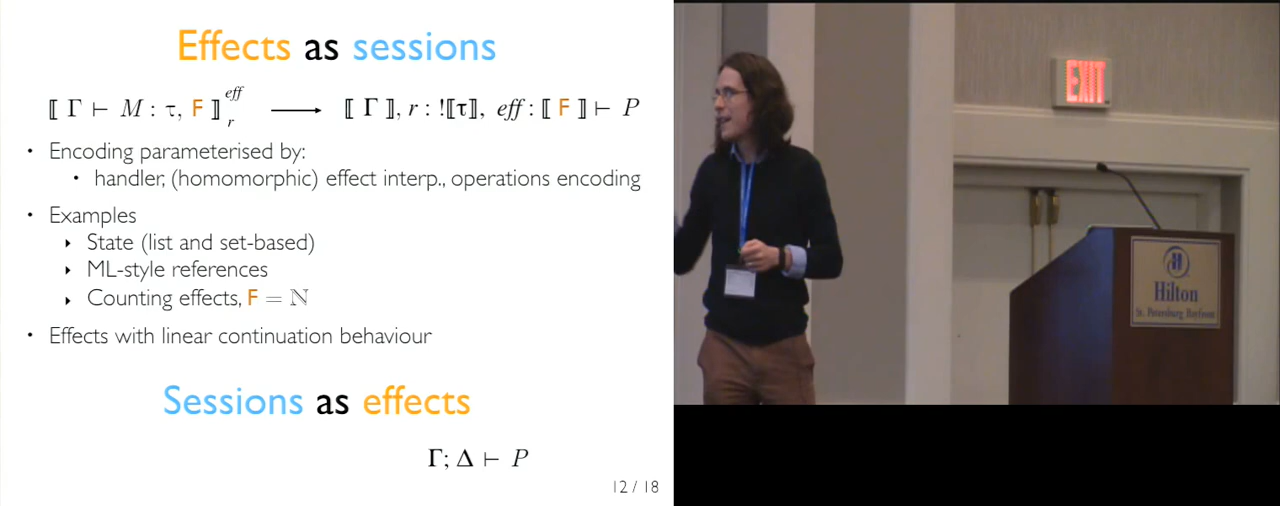 Effects as sessions
⟦ Γ ⊢ M : τ, F ⟧ᵉᶠᶠᵣ ⟶ ⟦ Γ ⟧, r : !⟦τ⟧, eff : ⟦ F ⟧ ⊢ P
• Encoding parameterised by:
• handler, (homomorphic) effect interp., operations encoding
• Examples
‣ State (list and set-based)
‣ ML-style references
‣ Counting effects, F = ℕ
• Effects with linear continuation behaviour
Sessions as effects
Γ; Δ ⊢ P
12 / 18
EXIT
Hilton
St. Petersburg Bayfront